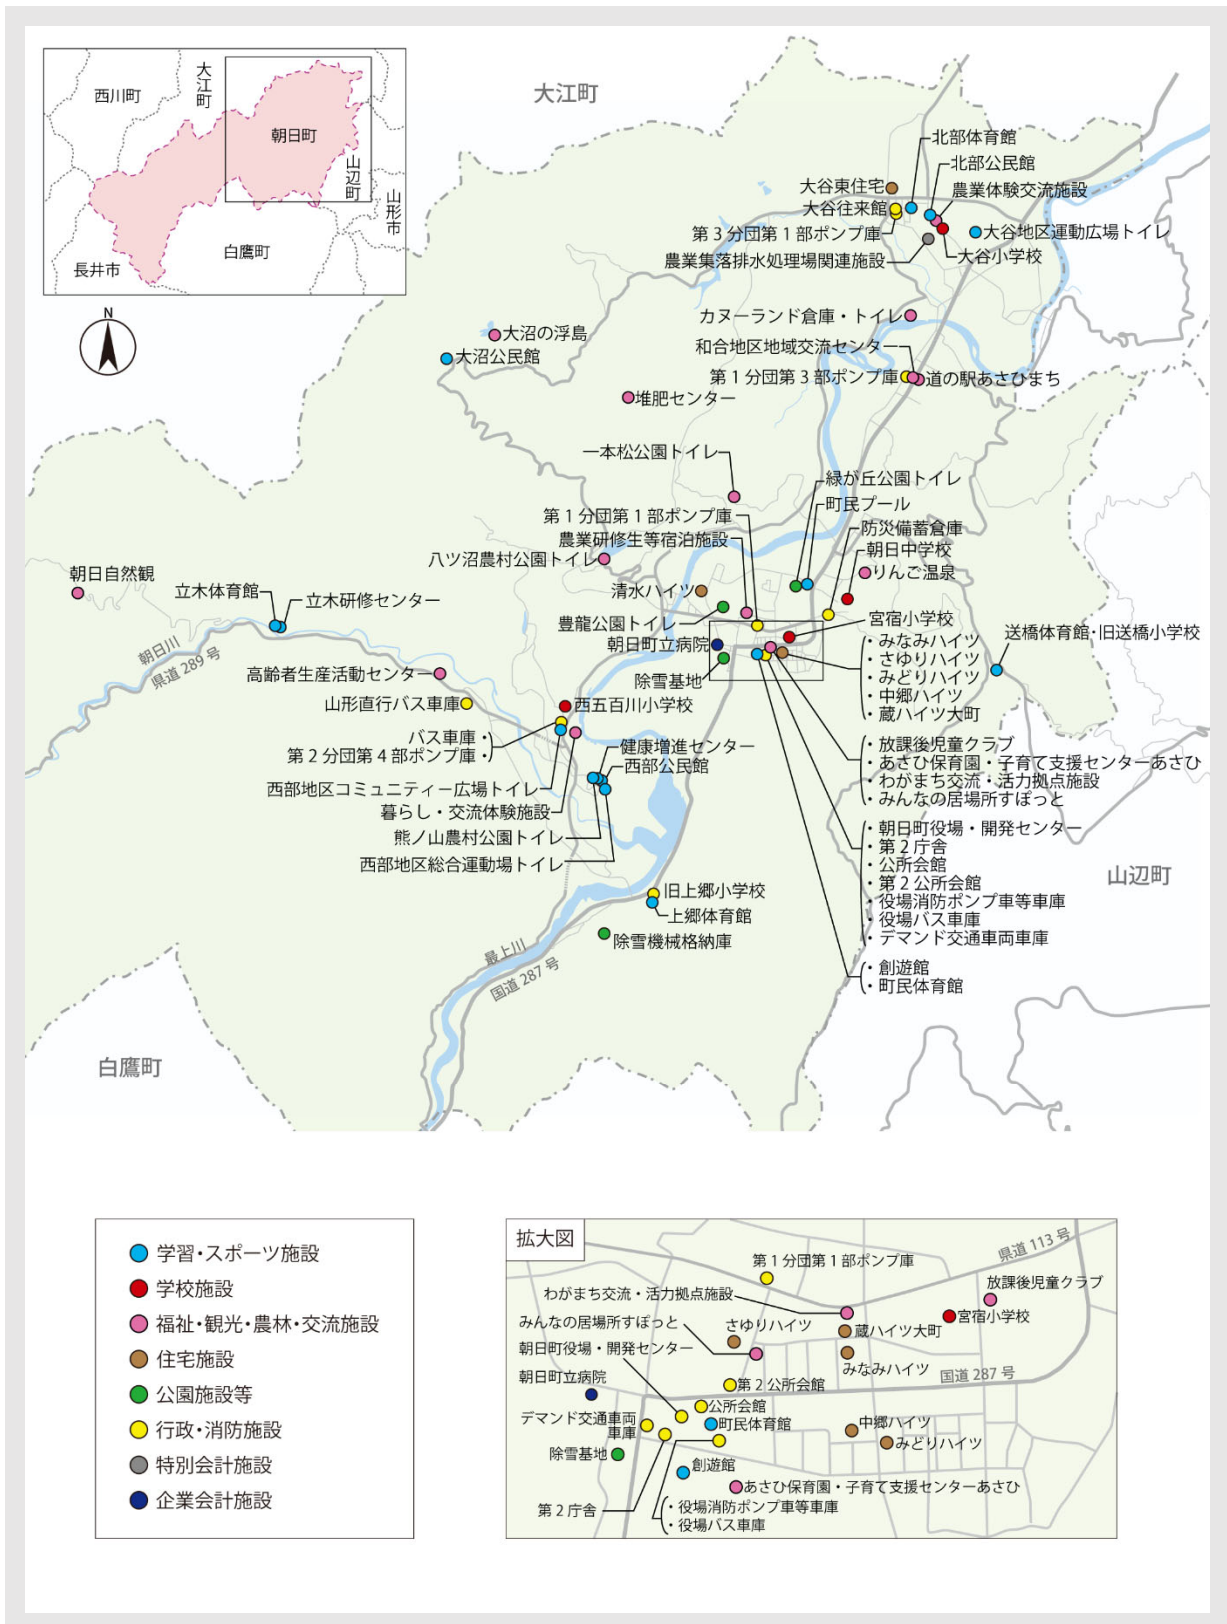 西川町
大江町
朝日町
山辺町
山形市
白鷹町
長井市
N
大江町
北部体育館
北部公民館
農業体験交流施設
大谷東住宅
大谷往来館
第3分団第1部ポンプ庫
大谷地区運動広場トイレ
農業集落排水処理場関連施設
大谷小学校
カヌーランド倉庫・トイレ
大沼の浮島
和合地区地域交流センター
大沼公民館
第1分団第3部ポンプ庫
道の駅あさひまち
堆肥センター
一本松公園トイレ
緑が丘公園トイレ
町民プール
第1分団第1部ポンプ庫
防災備蓄倉庫
農業研修生等宿泊施設
朝日中学校
八ツ沼農村公園トイレ
りんご温泉
朝日自然観
立木体育館
清水ハイツ
立木研修センター
豊龍公園トイレ
宮宿小学校
送橋体育館・旧送橋小学校
朝日町立病院
・みなみハイツ
・さゆりハイツ
・みどりハイツ
・中郷ハイツ
・蔵ハイツ大町
朝日川
県道289号
高齢者生産活動センター
除雪基地
山形直行バス車庫
西五百川小学校
バス車庫・
第2分団第4部ポンプ庫・
健康増進センター
西部公民館
・放課後児童クラブ
・あさひ保育園・子育て支援センターあさひ
・わがまち交流・活力拠点施設
・みんなの居場所すぽっと
西部地区コミュニティー広場トイレ
暮らし・交流体験施設
熊ノ山農村公園トイレ
西部地区総合運動場トイレ
・朝日町役場・開発センター
・第2庁舎
・公所会館
・第2公所会館
・役場消防ポンプ車等車庫
・役場バス車庫
・デマンド交通車両車庫
山辺町
旧上郷小学校
上郷体育館
除雪機械格納庫
・創遊館
・町民体育館
最上川
国道287号
白鷹町
学習・スポーツ施設
学校施設
福祉・観光・農林・交流施設
住宅施設
公園施設等
行政・消防施設
特別会計施設
企業会計施設
拡大図
県道113号
第1分団第1部ポンプ庫
放課後児童クラブ
わがまち交流・活力拠点施設
みんなの居場所すぽっと
さゆりハイツ
蔵ハイツ大町
宮宿小学校
朝日町役場・開発センター
みなみハイツ
国道287号
朝日町立病院
第2公所会館
公所会館
デマンド交通車両
車庫
町民体育館
中郷ハイツ
みどりハイツ
除雪基地
創遊館
あさひ保育園・子育て支援センターあさひ
第2庁舎
・役場消防ポンプ車等車庫
・役場バス車庫